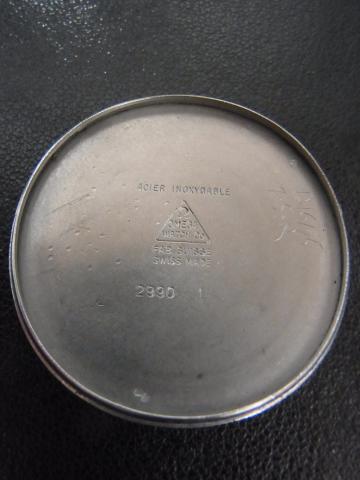 ACIER INOXYDABLE
OMEGA
WATCH CO
FAB. SUISSE
SWISS MADE
2990 1